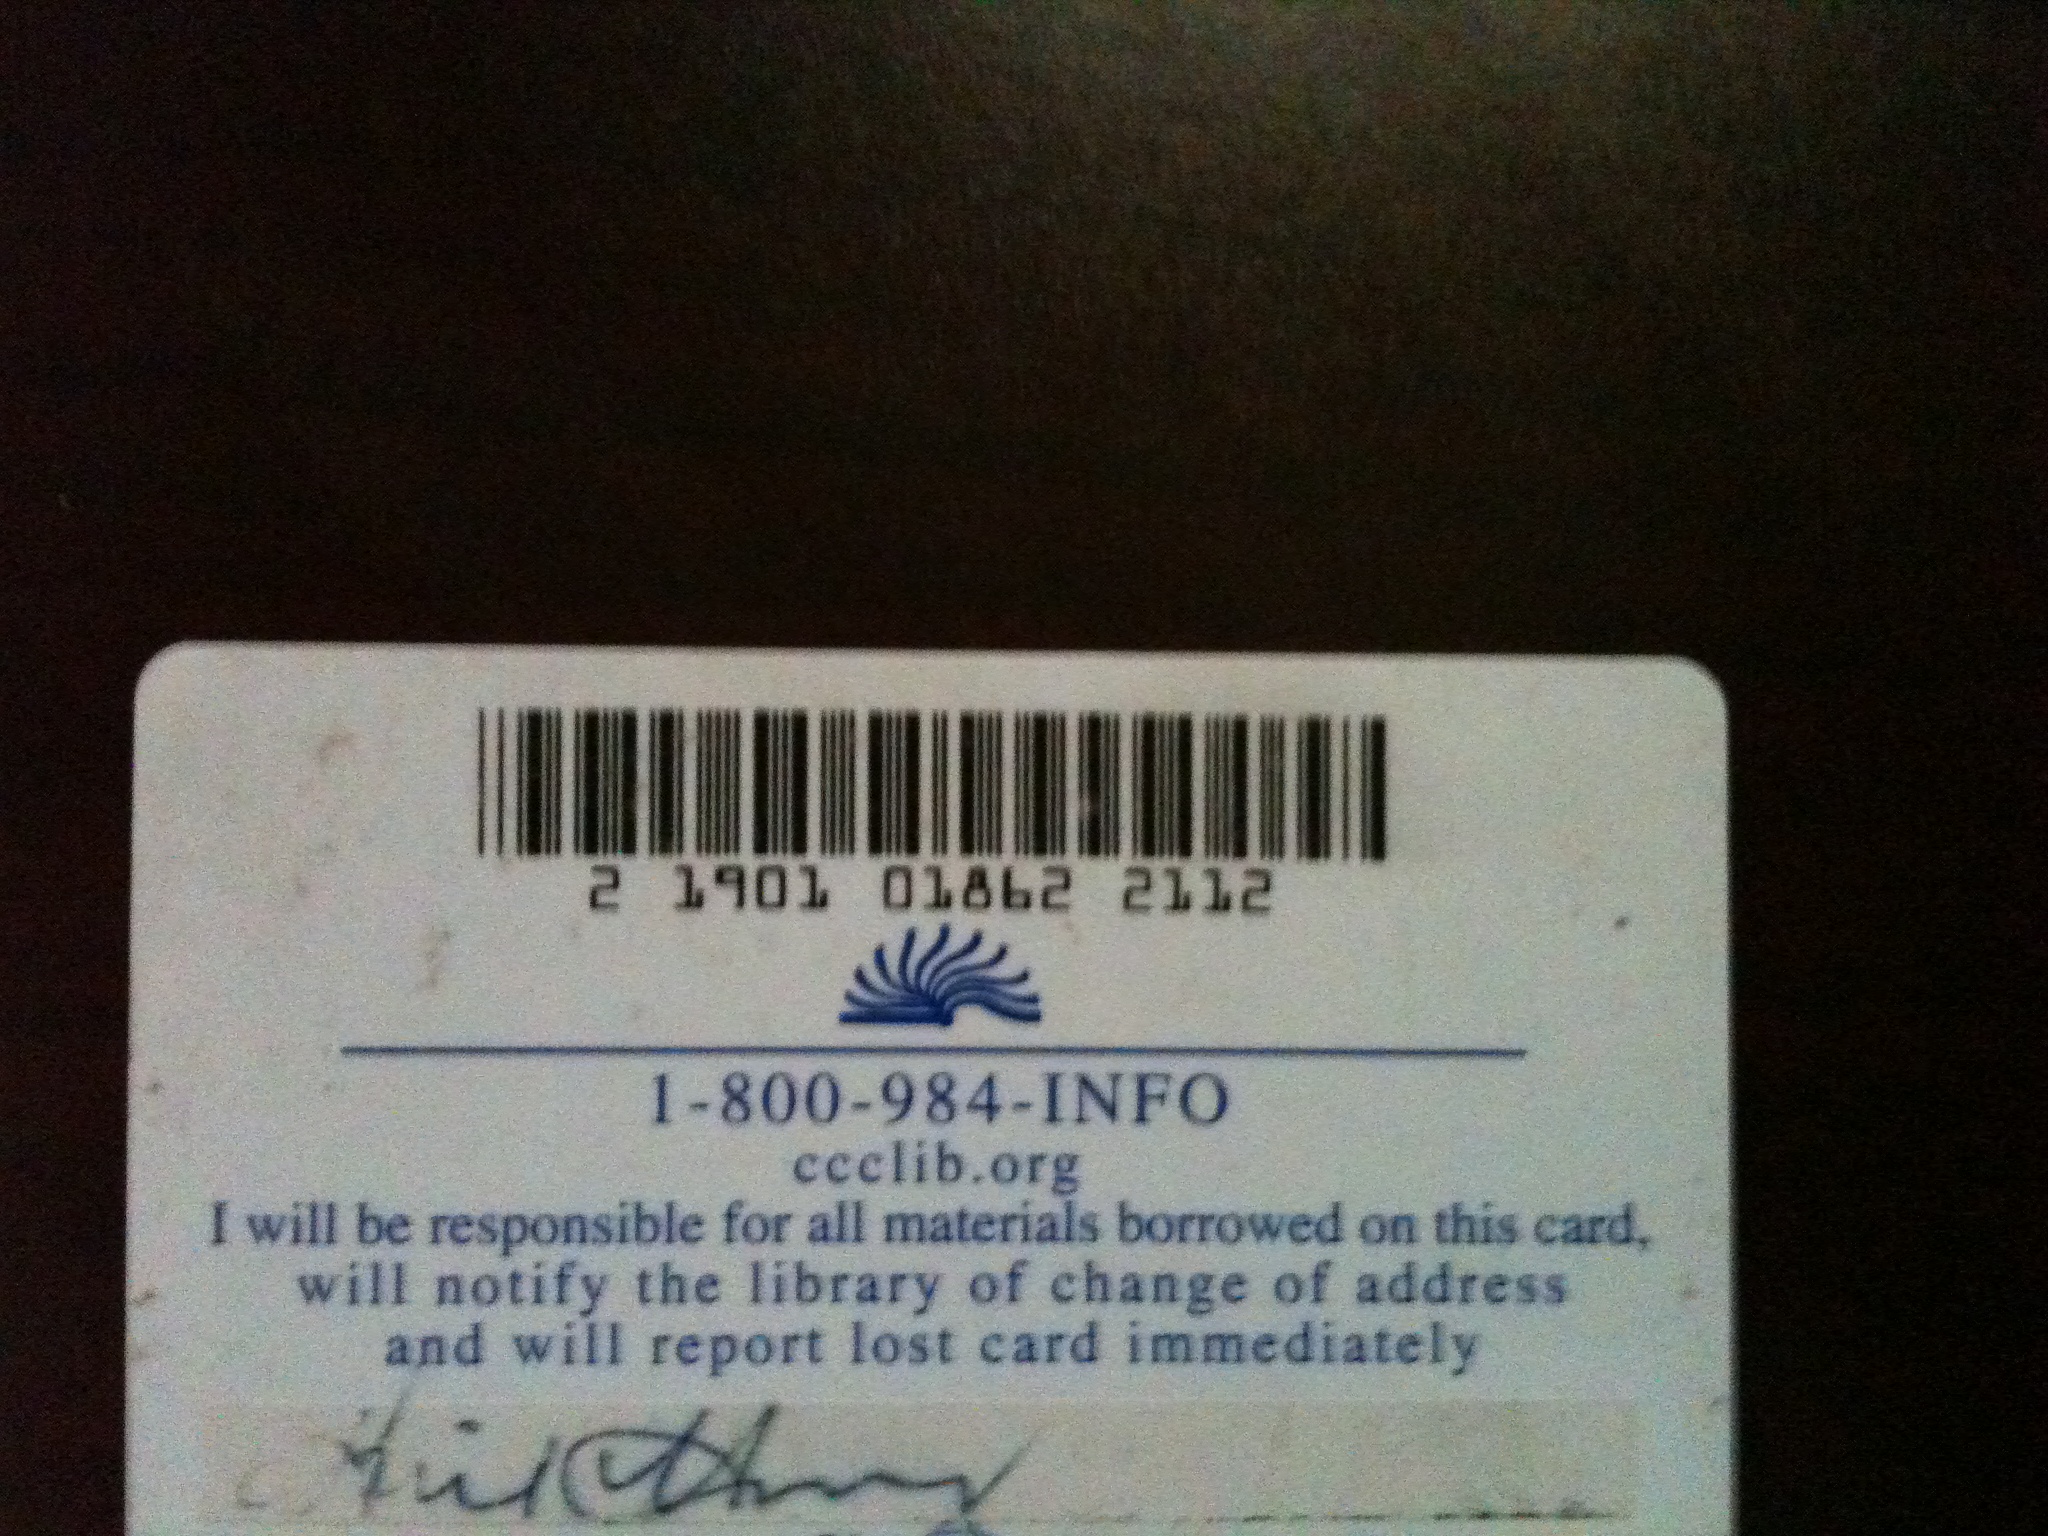 2 1901 01862 2112
1-800-984-INFO
ccclib.org
I will be responsible for all materials borrowed on this card,
will notify the library of change of address
and will report lost card immediately